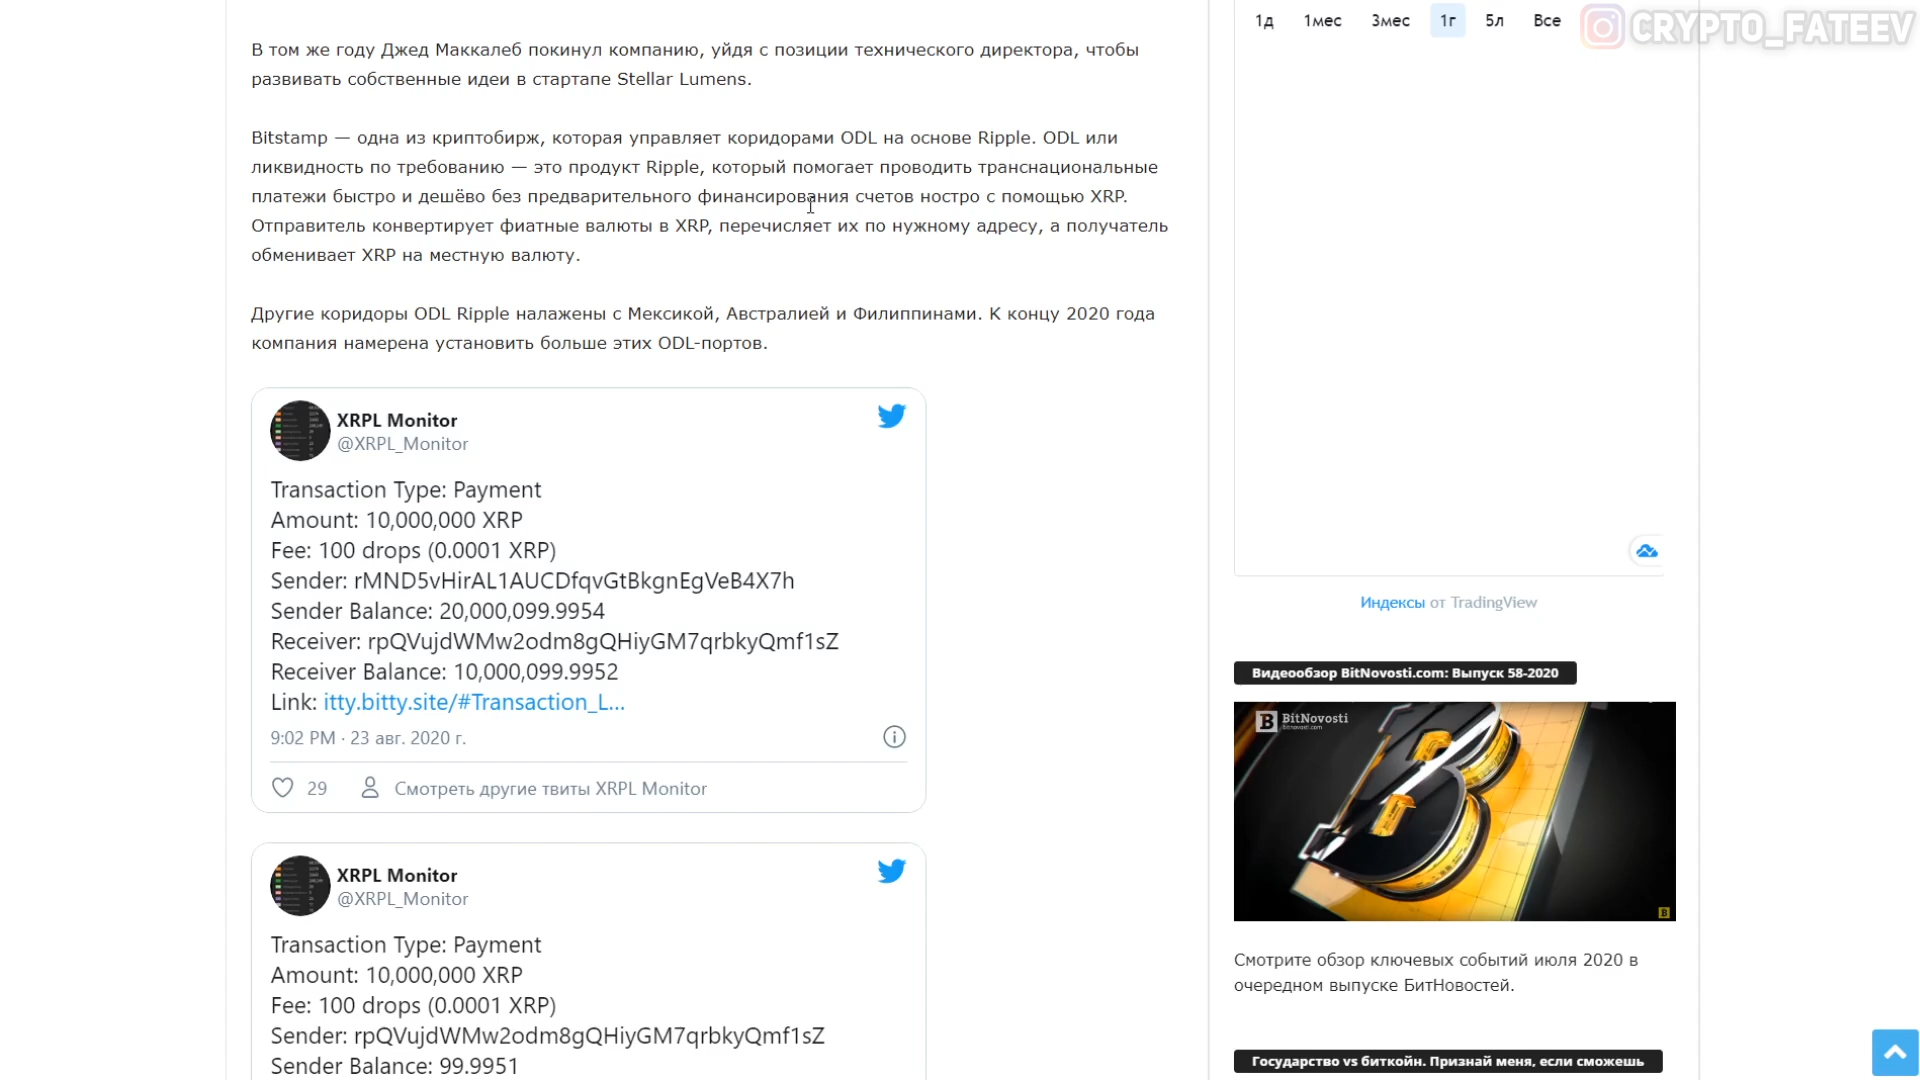 В том же году Джед Маккалеб покинул компанию, уйдя с позиции технического директора, чтобы
развивать собственные идеи в стартапе Stellar Lumens.
Bitstamp — одна из криптобирж, которая управляет коридорами ODL на основе Ripple. ODL или
ликвидность по требованию — это продукт Ripple, который помогает проводить транснациональные
платежи быстро и дешёво без предварительного финансирования счетов ностро с помощью XRP.
Отправитель конвертирует фиатные валюты в XRP, перечисляет их по нужному адресу, а получатель
обменивает XRP на местную валюту.
Другие коридоры ODL Ripple налажены с Мексикой, Австралией и Филиппинами. К концу 2020 года
компания намерена установить больше этих ODL-портов.
XRPL Monitor
@XRPL_Monitor
Transaction Type: Payment
Amount: 10,000,000 XRP
Fee: 100 drops (0.0001 XRP)
Sender: rMND5vHirAL1AUCDfqvGtBkgnEgVeB4X7h
Sender Balance: 20,000,099.9954
Receiver: rpQVujdWMw2odm8gQHiyGM7qrbkyQmf1sZ
Receiver Balance: 10,000,099.9952
Link: itty.bitty.site/#Transaction_L...
9:02 PM · 23 авг. 2020 г.
29 Смотреть другие твиты XRPL Monitor
XRPL Monitor
@XRPL_Monitor
Transaction Type: Payment
Amount: 10,000,000 XRP
Fee: 100 drops (0.0001 XRP)
Sender: rpQVujdWMw2odm8gQHiyGM7qrbkyQmf1sZ
Sender Balance: 99.9951
1д 1мес 3мес 1г 5л Все
CRYPTO_FATEEV
Индексы от TradingView
Видеообзор BitNovosti.com: Выпуск 58-2020
BitNovosti
bitnovosti.com
Смотрите обзор ключевых событий июля 2020 в
очередном выпуске БитНовостей.
Государство vs биткойн. Признай меня, если сможешь